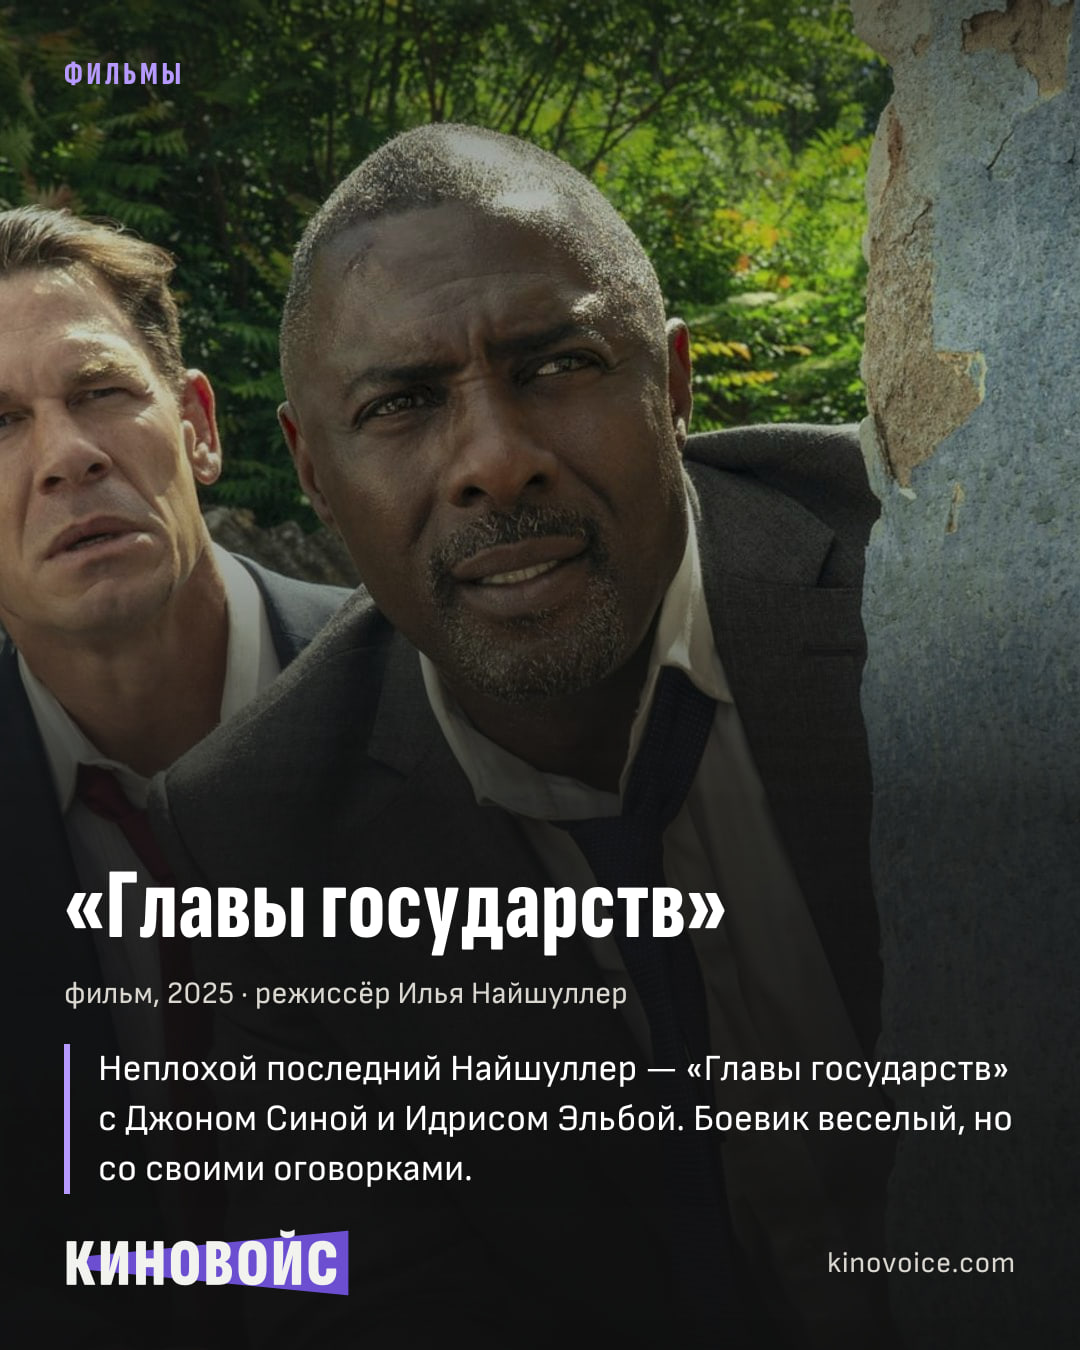 ФИЛЬМЫ
«Главы государств»
фильм, 2025 · режиссёр Илья Найшуллер
Неплохой последний Найшуллер — «Главы государств»
с Джоном Синой и Идрисом Эльбой. Боевик веселый, но
со своими оговорками.
КИНОВОЙС
kinovoice.com